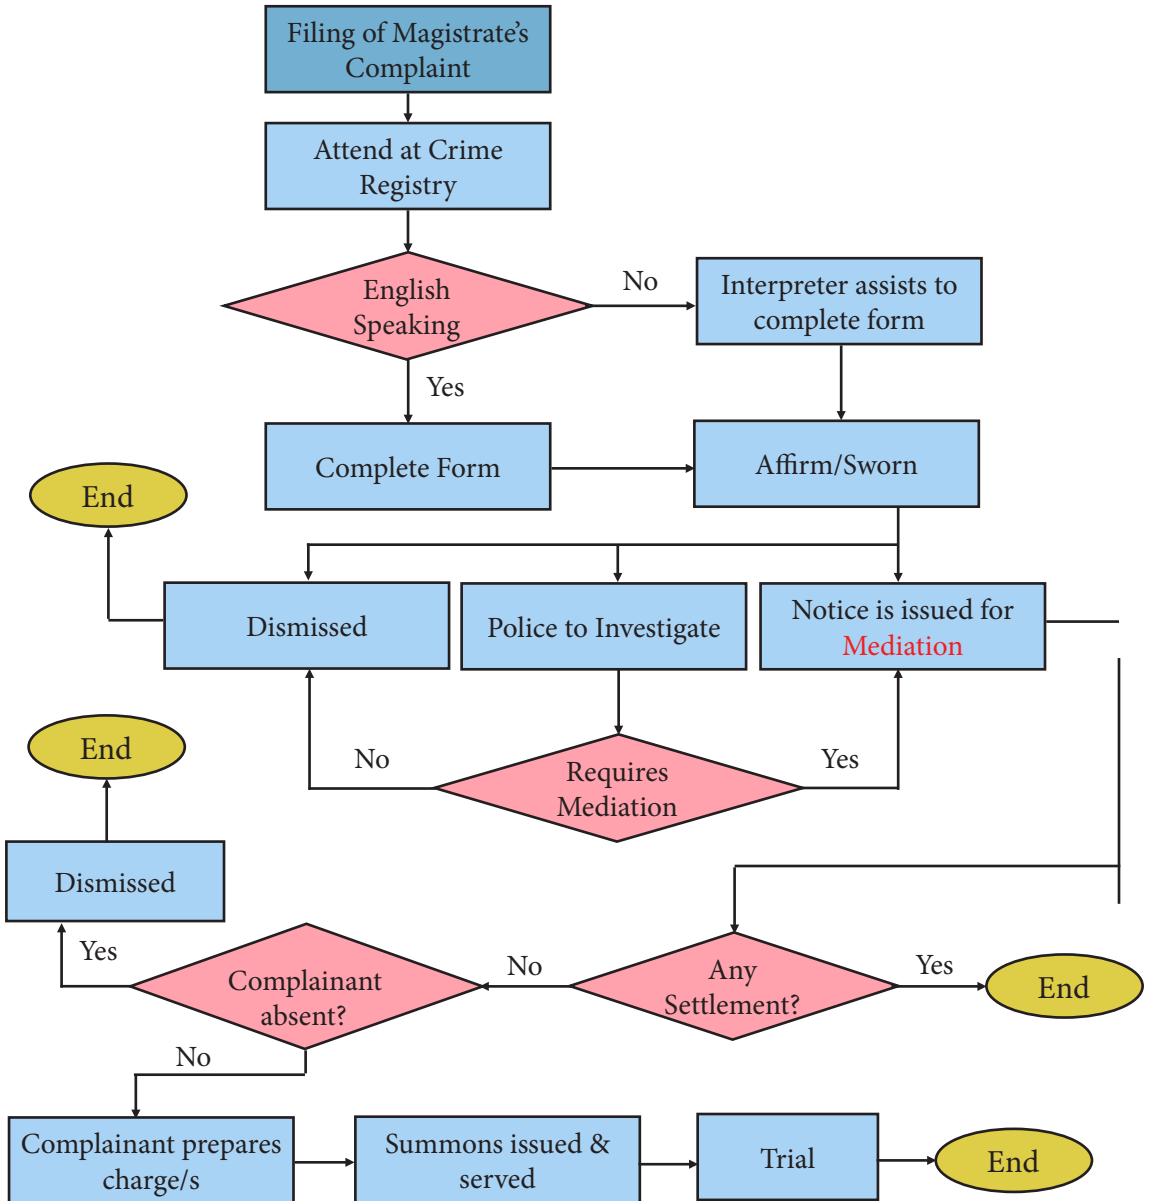 Filing of Magistrate’s
Complaint
Attend at Crime
Registry
English
Speaking
No
Interpreter assists to
complete form
Yes
Complete Form
Affirm/Sworn
End
Dismissed
Police to Investigate
Notice is issued for
Mediation
No
Requires
Mediation
Yes
End
Dismissed
Yes
Complainant
absent?
No
Any
Settlement?
Yes
End
No
Complainant prepares
charge/s
Summons issued &
served
Trial
End